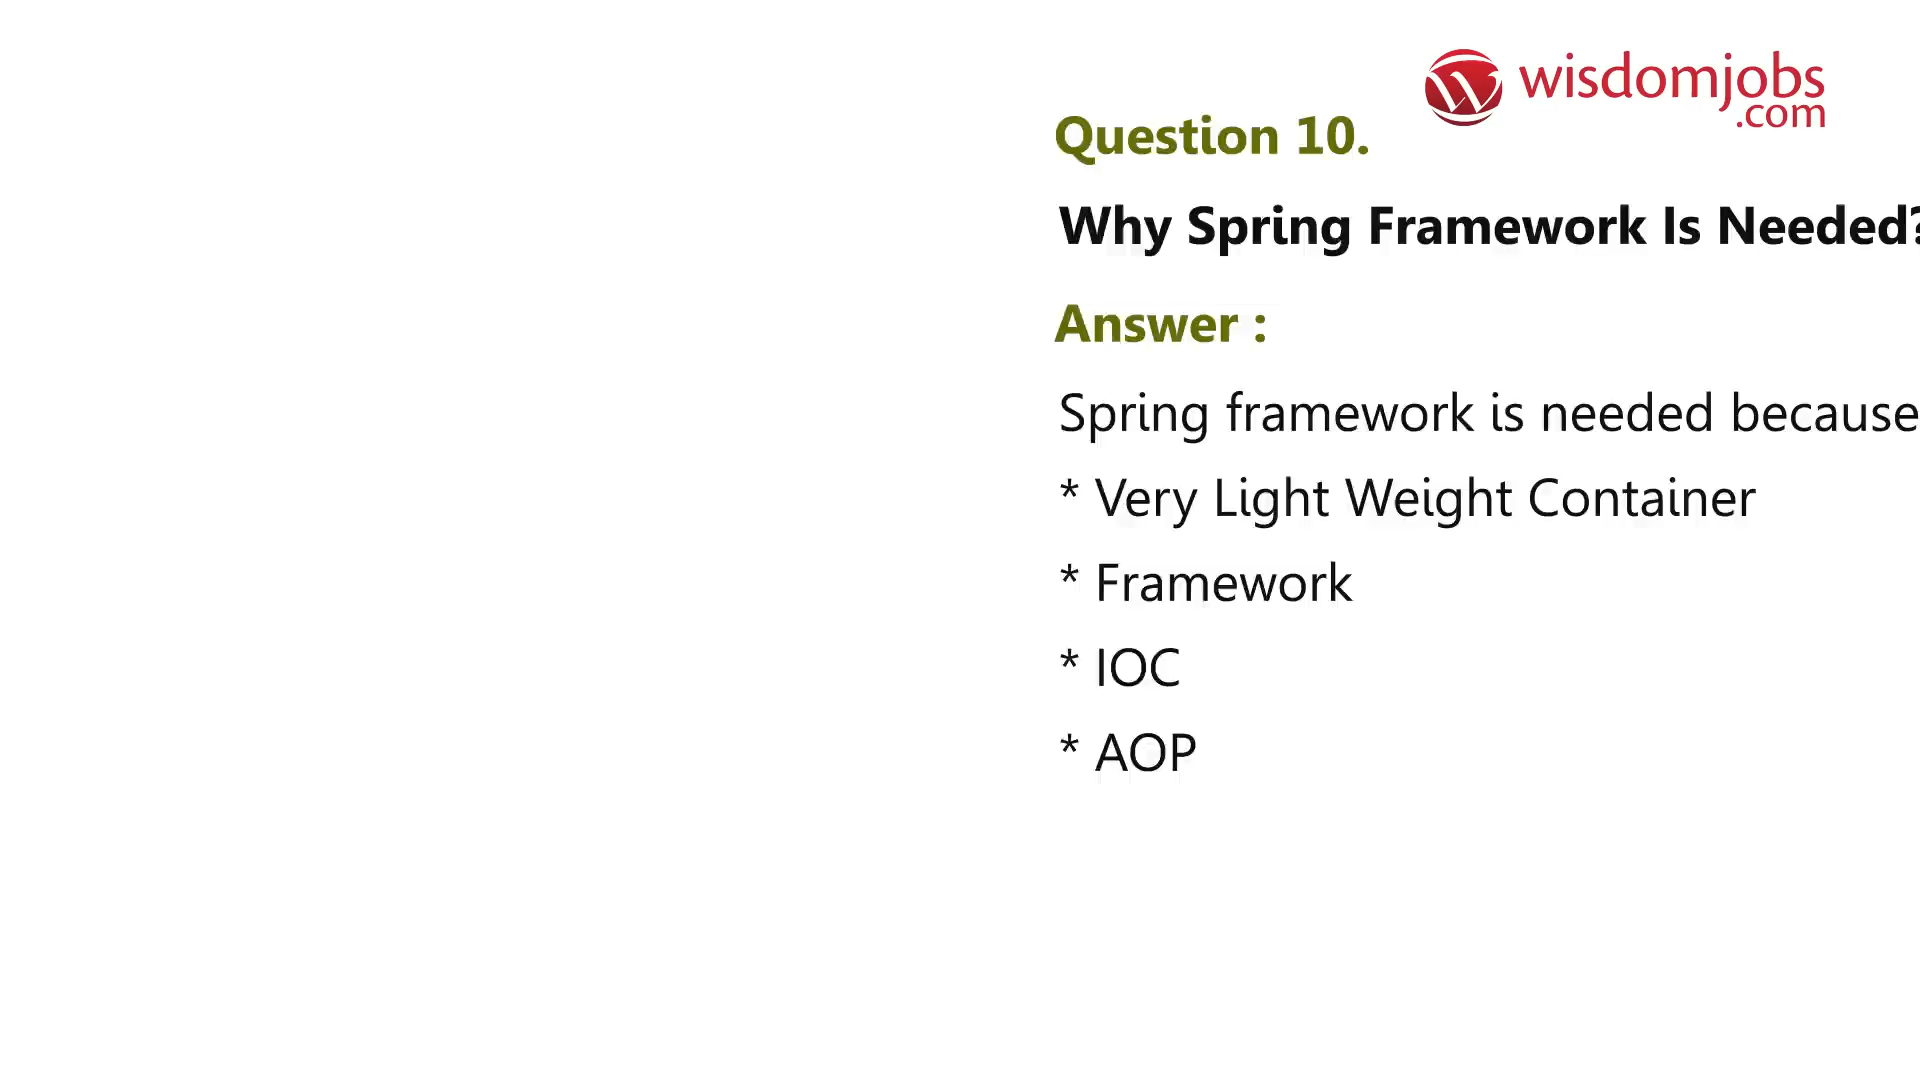 wisdomjobs
.com
Question 10.
Why Spring Framework Is Needed?
Answer :
Spring framework is needed because
* Very Light Weight Container
* Framework
* IOC
* AOP